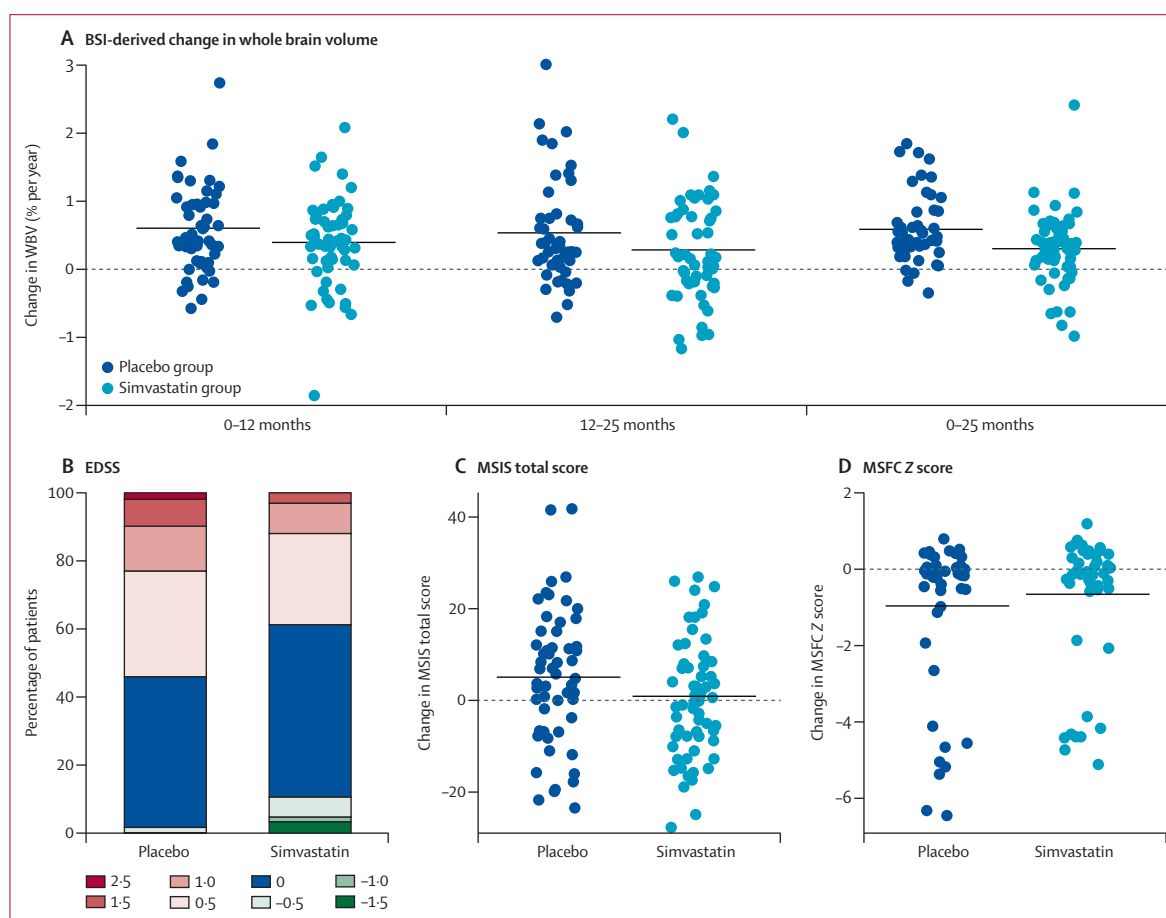 A BSI-derived change in whole brain volume
3
2
1
0
–1
–2
Change in WBV (% per year)
Placebo group
Simvastatin group
0–12 months
12–25 months
0–25 months
B EDSS
100
80
60
40
20
0
Percentage of patients
Placebo
Simvastatin
2·5
1·0
0
–1·0
1·5
0·5
–0·5
–1·5
C MSIS total score
40
20
0
–20
Change in MSIS total score
Placebo
Simvastatin
D MSFC Z score
2
0
–2
–4
–6
Change in MSFC Z score
Placebo
Simvastatin